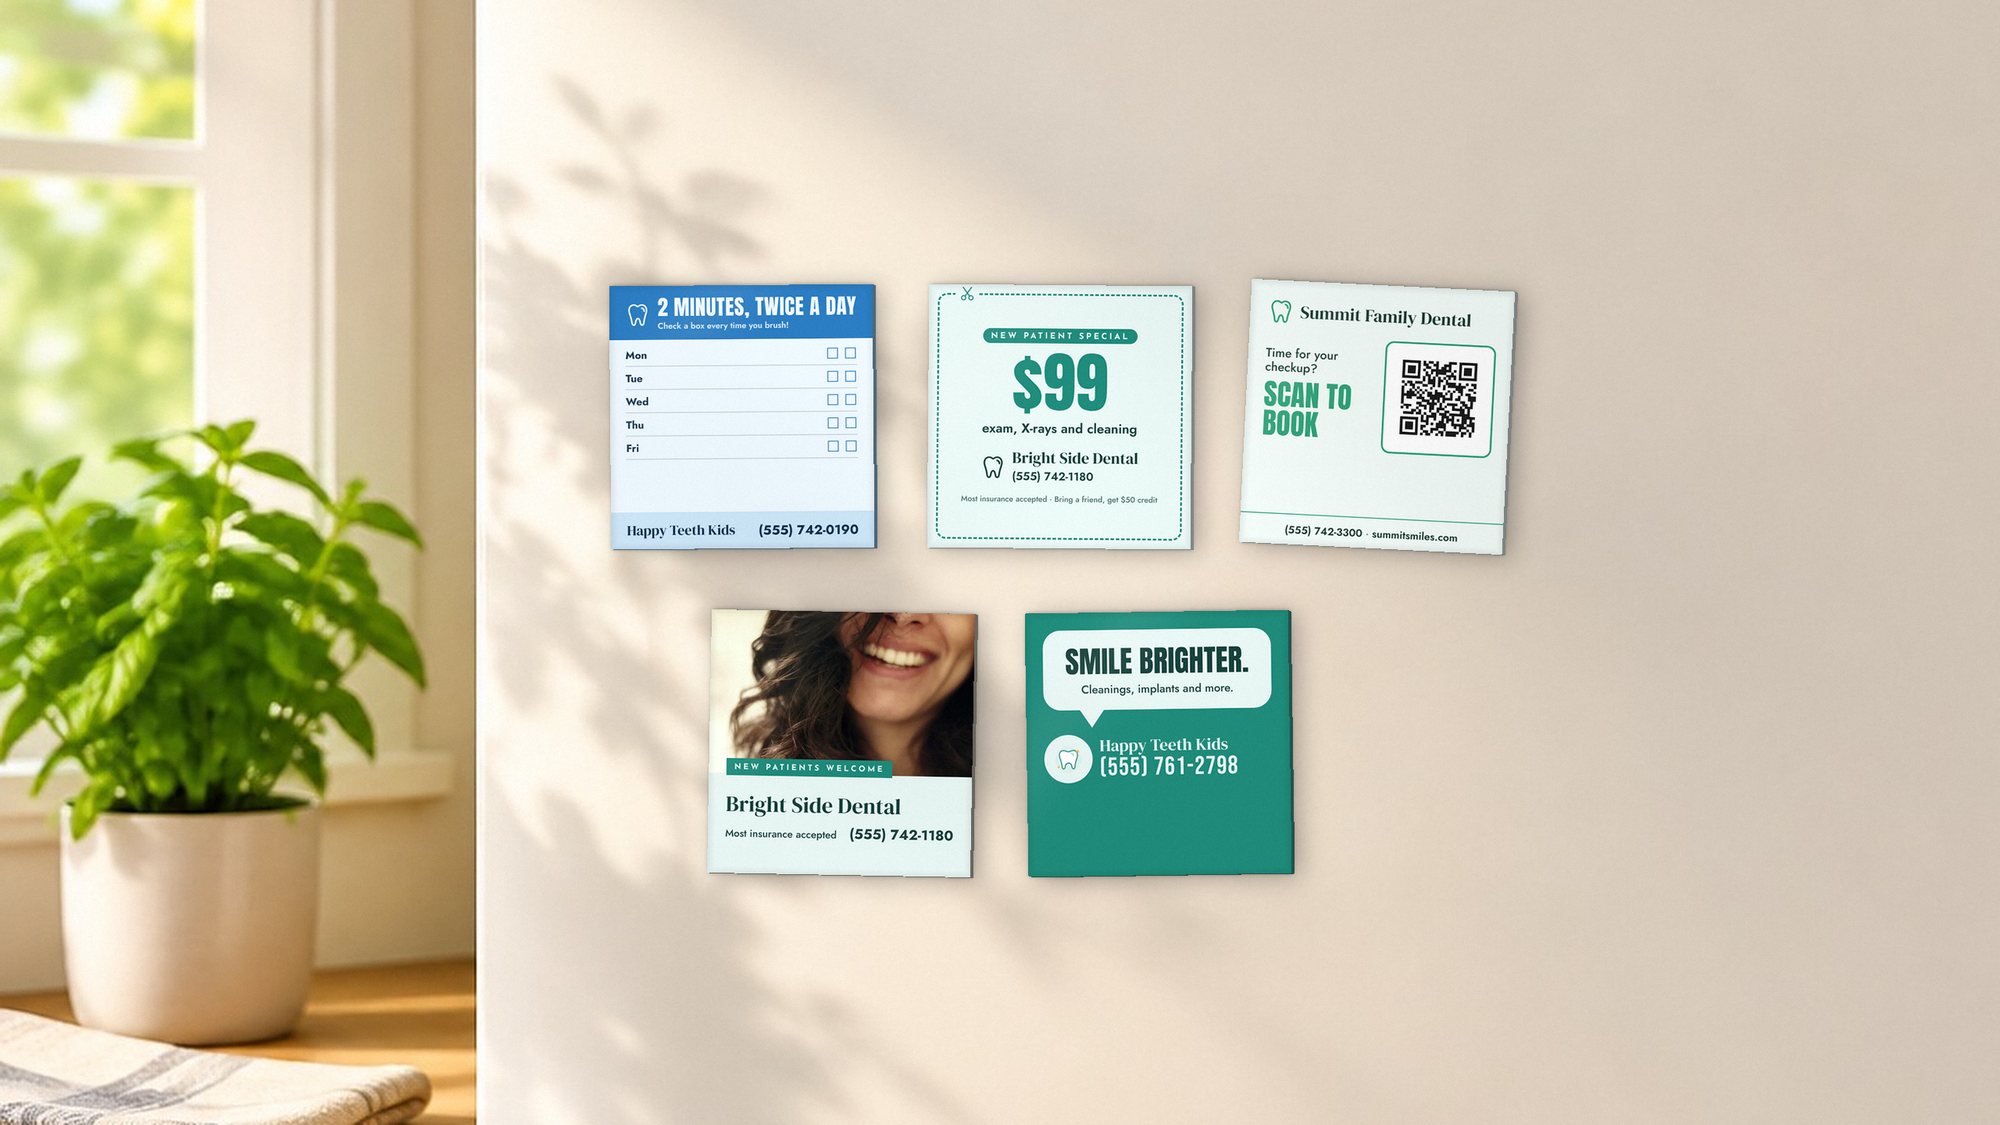 2 MINUTES, TWICE A DAY
Check a box every time you brush!
Mon
Tue
Wed
Thu
Fri
Happy Teeth Kids (555) 742-0190
NEW PATIENT SPECIAL
$99
exam, X-rays and cleaning
Bright Side Dental
(555) 742-1180
Most insurance accepted · Bring a friend, get $50 credit
Summit Family Dental
Time for your
checkup?
SCAN TO
BOOK
(555) 742-3300 · summitsmiles.com
NEW PATIENTS WELCOME
Bright Side Dental
Most insurance accepted (555) 742-1180
SMILE BRIGHTER.
Cleanings, implants and more.
Happy Teeth Kids
(555) 761-2798